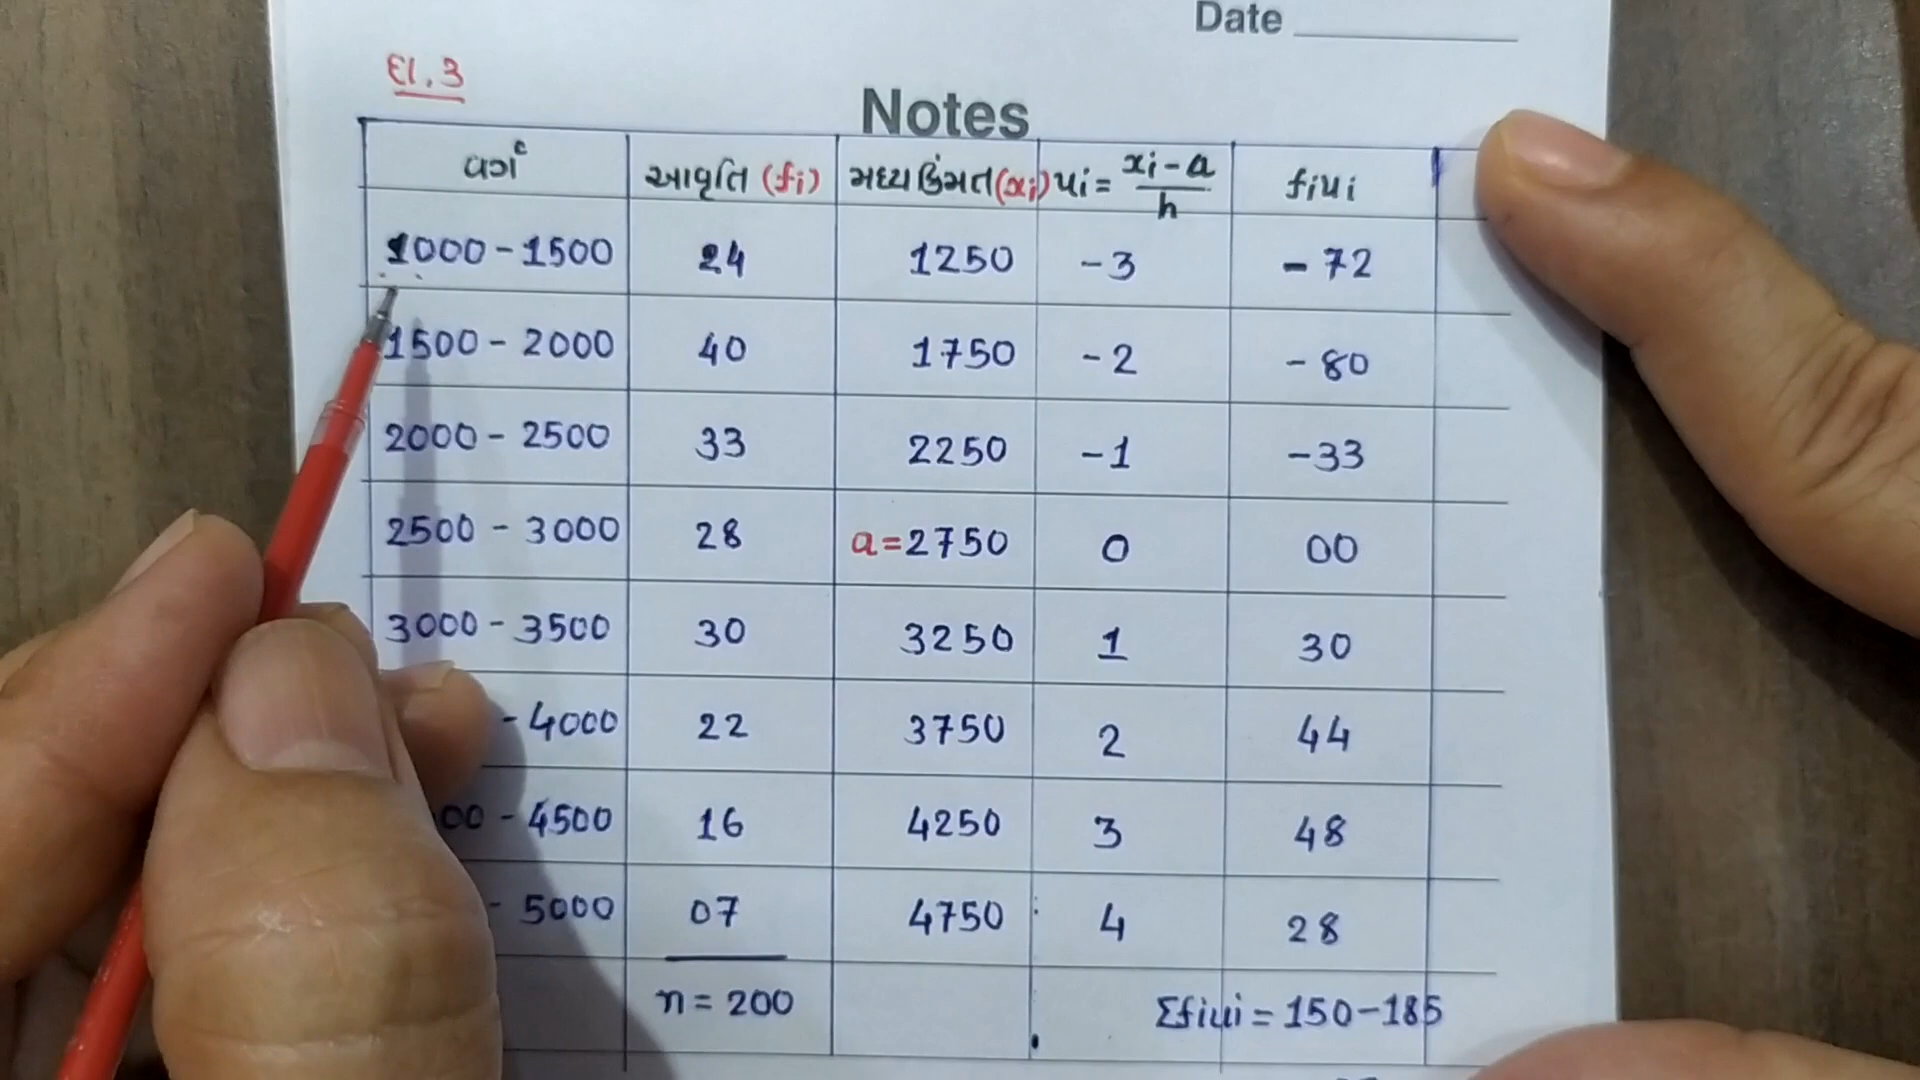 Date
દા.3
Notes
વર્ગ આવૃતિ (fi) મધ્ય કિંમત (xi) ui = xi - a / h fiui
1000 - 1500 24 1250 - 3 - 72
1500 - 2000 40 1750 - 2 - 80
2000 - 2500 33 2250 - 1 - 33
2500 - 3000 28 a = 2750 0 00
3000 - 3500 30 3250 1 30
- 4000 22 3750 2 44
00 - 4500 16 4250 3 48
- 5000 07 4750 4 28
n = 200 Σfiui = 150 - 185